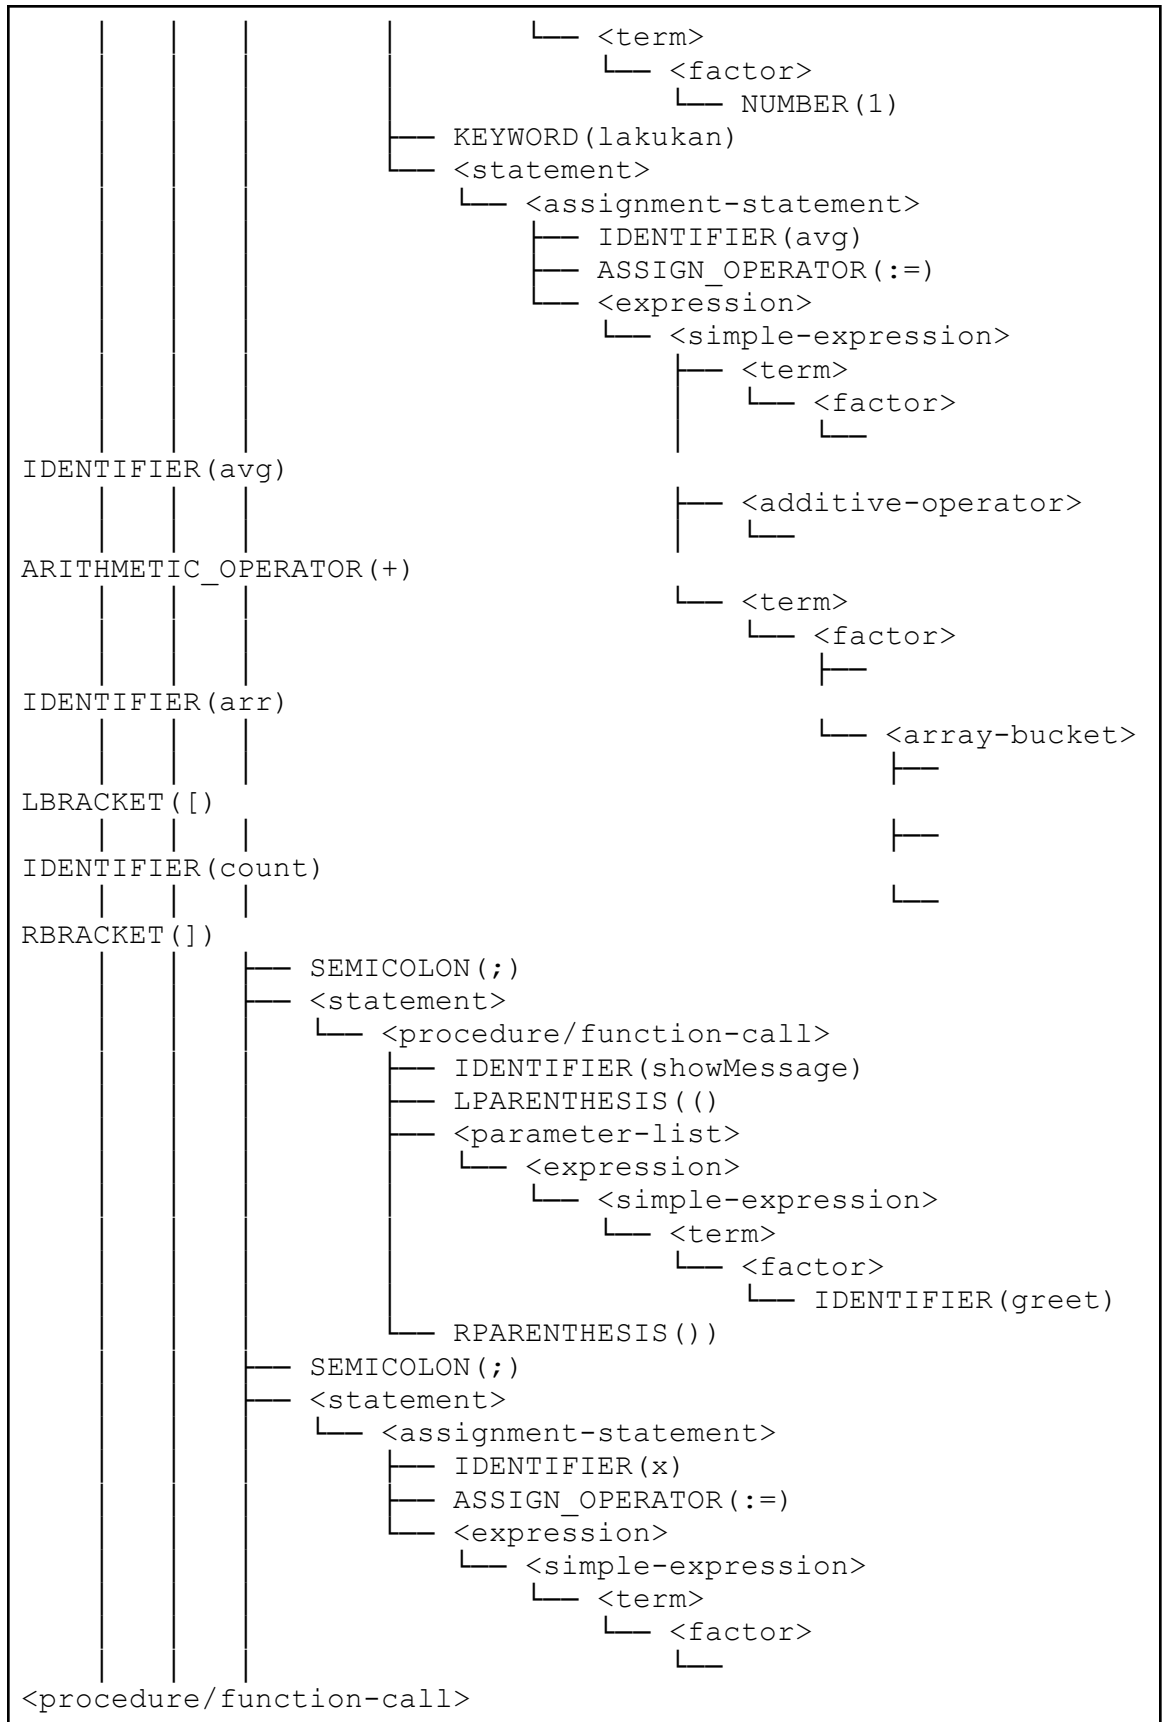 │ │ │ │ └── <term>
│ │ │ │ └── <factor>
│ │ │ │ └── NUMBER(1)
│ │ │ ├── KEYWORD(lakukan)
│ │ │ └── <statement>
│ │ │ └── <assignment-statement>
│ │ │ ├── IDENTIFIER(avg)
│ │ │ ├── ASSIGN_OPERATOR(:=)
│ │ │ └── <expression>
│ │ │ └── <simple-expression>
│ │ │ ├── <term>
│ │ │ │ └── <factor>
│ │ │ │ └──
IDENTIFIER(avg)
│ │ │ ├── <additive-operator>
│ │ │ │ └──
ARITHMETIC_OPERATOR(+)
│ │ │ └── <term>
│ │ │ └── <factor>
│ │ │ ├──
IDENTIFIER(arr)
│ │ │ └── <array-bucket>
│ │ │ ├──
LBRACKET([)
│ │ │ ├──
IDENTIFIER(count)
│ │ │ └──
RBRACKET(])
│ │ ├── SEMICOLON(;)
│ │ ├── <statement>
│ │ │ └── <procedure/function-call>
│ │ │ ├── IDENTIFIER(showMessage)
│ │ │ ├── LPARENTHESIS(()
│ │ │ ├── <parameter-list>
│ │ │ │ └── <expression>
│ │ │ │ └── <simple-expression>
│ │ │ │ └── <term>
│ │ │ │ └── <factor>
│ │ │ │ └── IDENTIFIER(greet)
│ │ │ └── RPARENTHESIS())
│ │ ├── SEMICOLON(;)
│ │ ├── <statement>
│ │ │ └── <assignment-statement>
│ │ │ ├── IDENTIFIER(x)
│ │ │ ├── ASSIGN_OPERATOR(:=)
│ │ │ └── <expression>
│ │ │ └── <simple-expression>
│ │ │ └── <term>
│ │ │ └── <factor>
│ │ │ └──
<procedure/function-call>